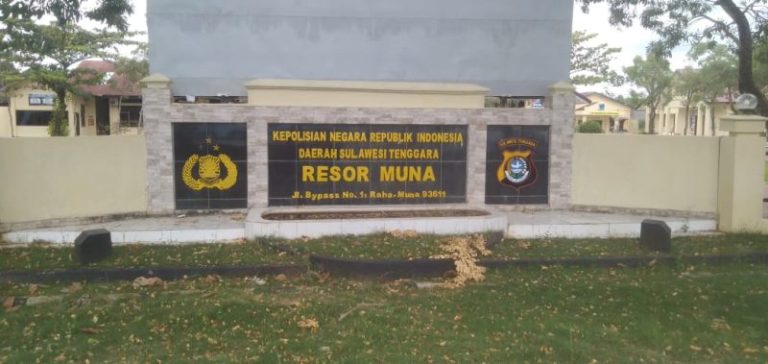 KEPOLISIAN NEGARA REPUBLIK INDONESIA
DAERAH SULAWESI TENGGARA
RESOR MUNA
Jl. Bypass No. 1: Raha-Muna 93611